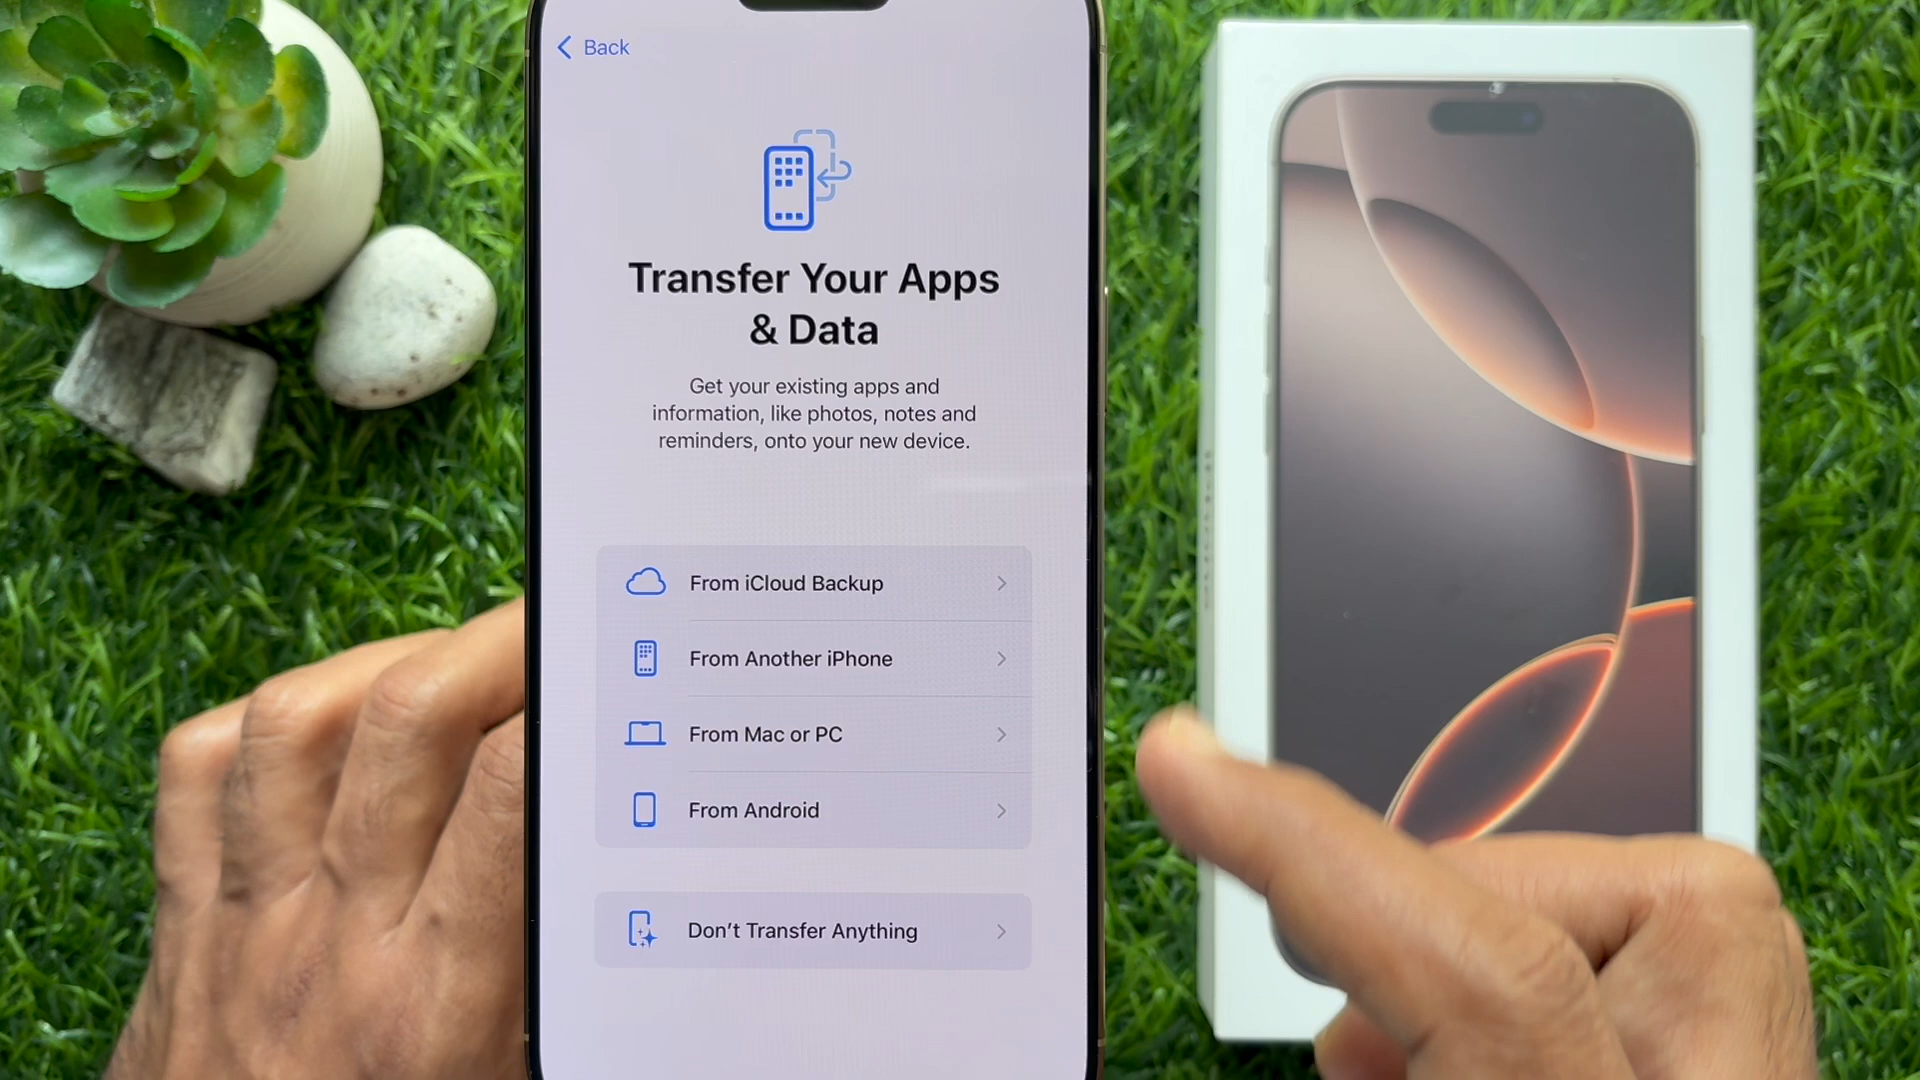 Back
Transfer Your Apps
& Data
Get your existing apps and
information, like photos, notes and
reminders, onto your new device.
From iCloud Backup
From Another iPhone
From Mac or PC
From Android
Don’t Transfer Anything